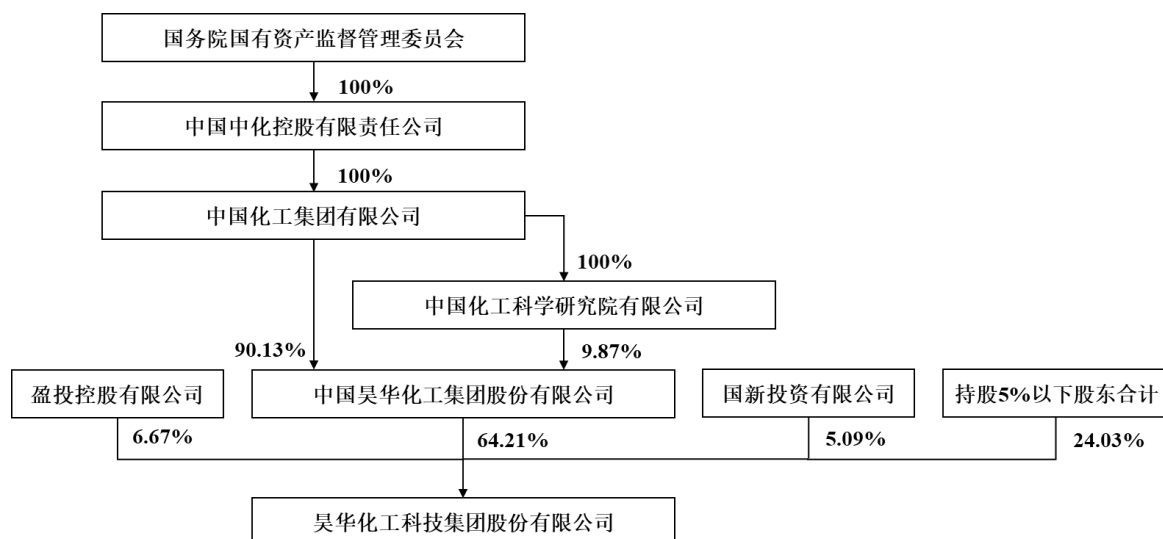 国务院国有资产监督管理委员会
100%
中国中化控股有限责任公司
100%
中国化工集团有限公司
100%
中国化工科学研究院有限公司
90.13%
9.87%
盈投控股有限公司
中国昊华化工集团股份有限公司
国新投资有限公司
持股5%以下股东合计
6.67%
64.21%
5.09%
24.03%
昊华化工科技集团股份有限公司